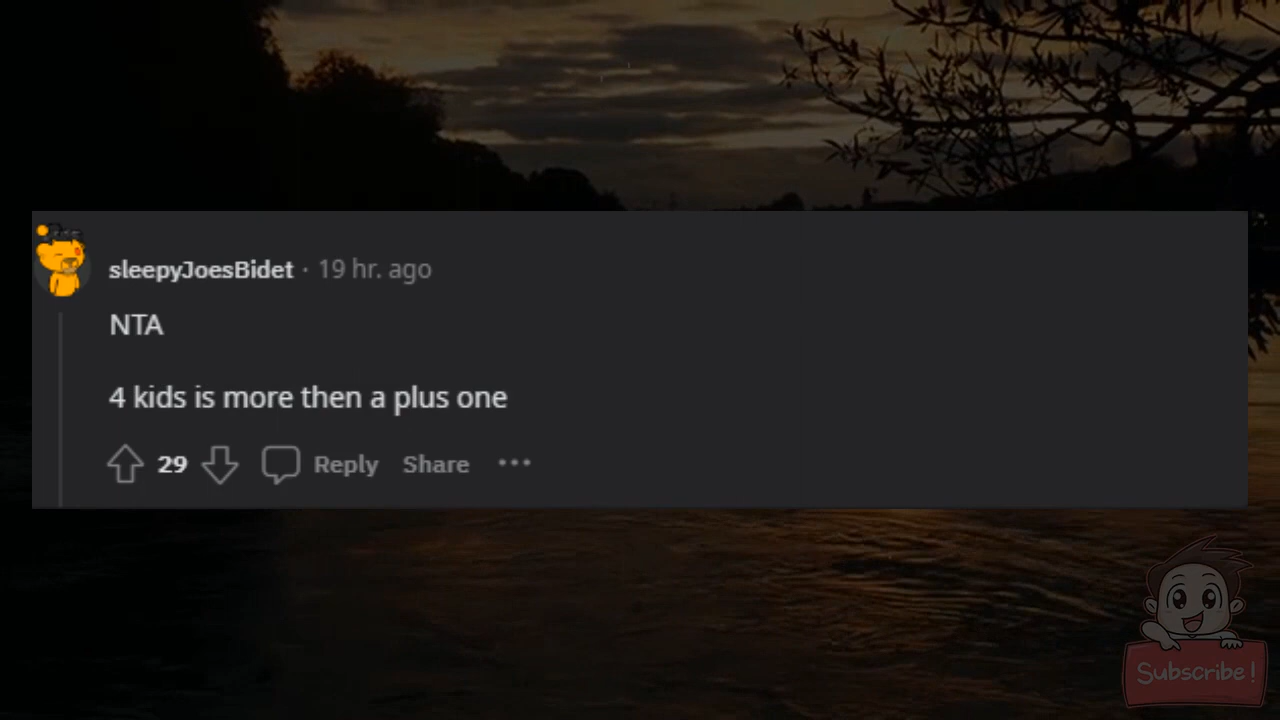 sleepyJoesBidet · 19 hr. ago
NTA
4 kids is more then a plus one
29 Reply Share ···
Subscribe!